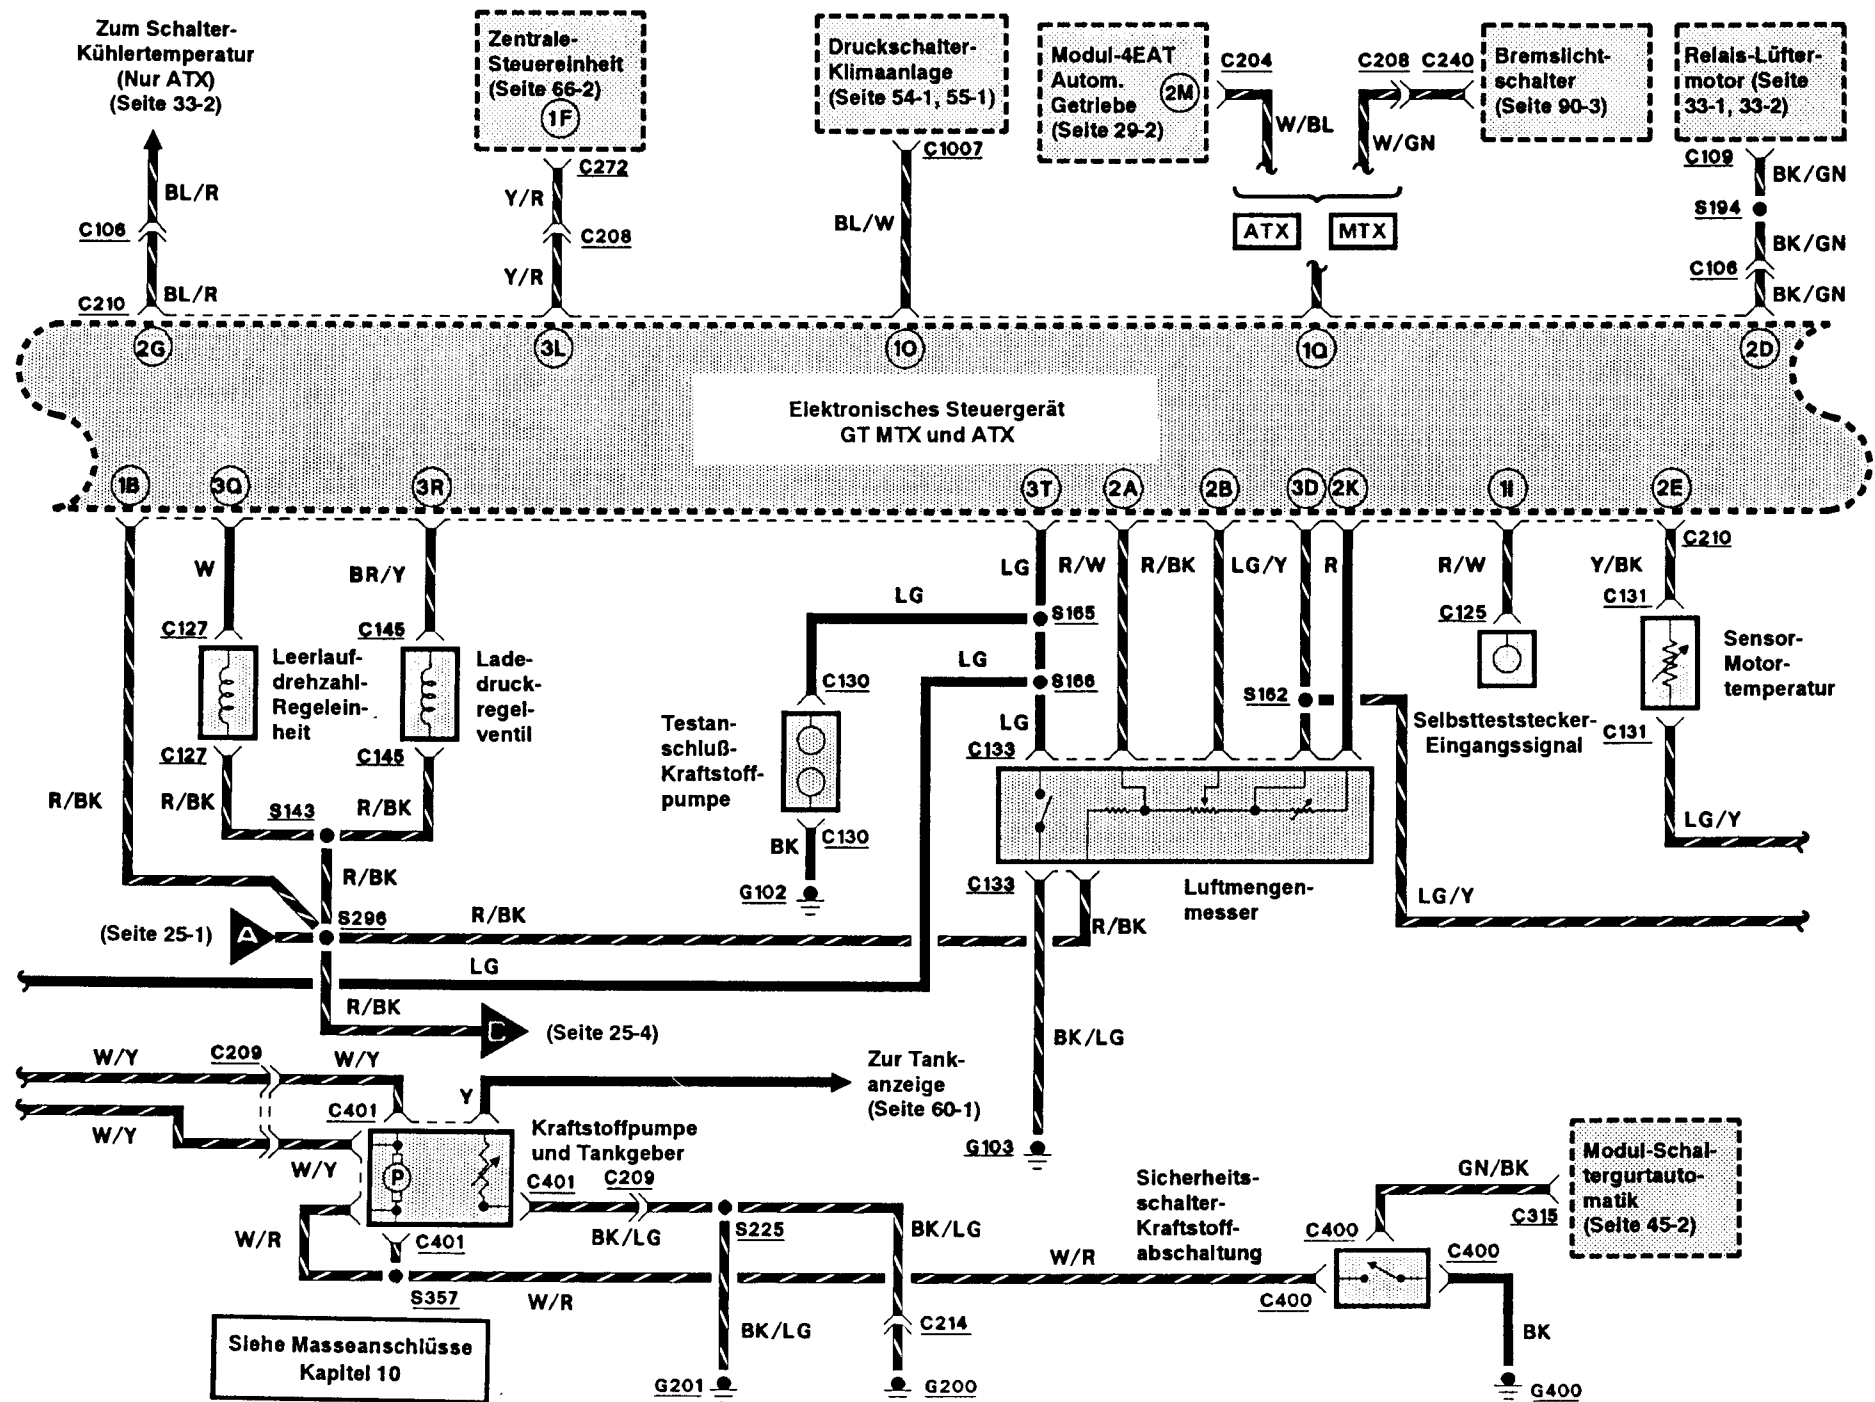 Zum Schalter-
Kühlertemperatur
(Nur ATX)
(Seite 33-2)
Zentrale-
Steuereinheit
(Seite 66-2)
1F
Druckschalter-
Klimaanlage
(Seite 54-1, 55-1)
Modul-4EAT
Autom.
Getriebe
(Seite 29-2)
2M
C204
C208
C240
Bremslicht-
schalter
(Seite 90-3)
Relais-Lüfter-
motor (Seite
33-1, 33-2)
W/BL
W/GN
C272
C1007
C109
BK/GN
BL/R
Y/R
BL/W
S194
C106
C208
ATX
MTX
BK/GN
C106
Y/R
BL/R
BK/GN
C210
2G
3L
1O
1Q
2D
Elektronisches Steuergerät
GT MTX und ATX
1B
3Q
3R
3T
2A
2B
3D
2K
1I
2E
C210
W
BR/Y
LG
R/W
R/BK
LG/Y
R
R/W
Y/BK
LG
C131
C127
C145
S165
C125
Leerlauf-
drehzahl-
Regelein-
heit
Lade-
druck-
regel-
ventil
LG
C130
S166
S162
Sensor-
Motor-
temperatur
Testan-
schluß-
Kraftstoff-
pumpe
LG
Selbstteststecker-
Eingangssignal
C127
C145
C133
C131
R/BK
R/BK
S143
R/BK
LG/Y
BK
C130
R/BK
G102
C133
Luftmengen-
messer
LG/Y
(Seite 25-1)
A
S296
R/BK
R/BK
LG
R/BK
C
(Seite 25-4)
BK/LG
W/Y
C209
W/Y
Zur Tank-
anzeige
(Seite 60-1)
Y
C401
W/Y
W/Y
Kraftstoffpumpe
und Tankgeber
P
G103
C401
C209
Sicherheits-
schalter-
Kraftstoff-
abschaltung
GN/BK
C315
Modul-Schal-
tergurtauto-
matik
(Seite 45-2)
W/R
C401
BK/LG
S225
BK/LG
C400
C400
W/R
S357
W/R
C400
Siehe Masseanschlüsse
Kapitel 10
BK/LG
C214
BK
G201
G200
G400